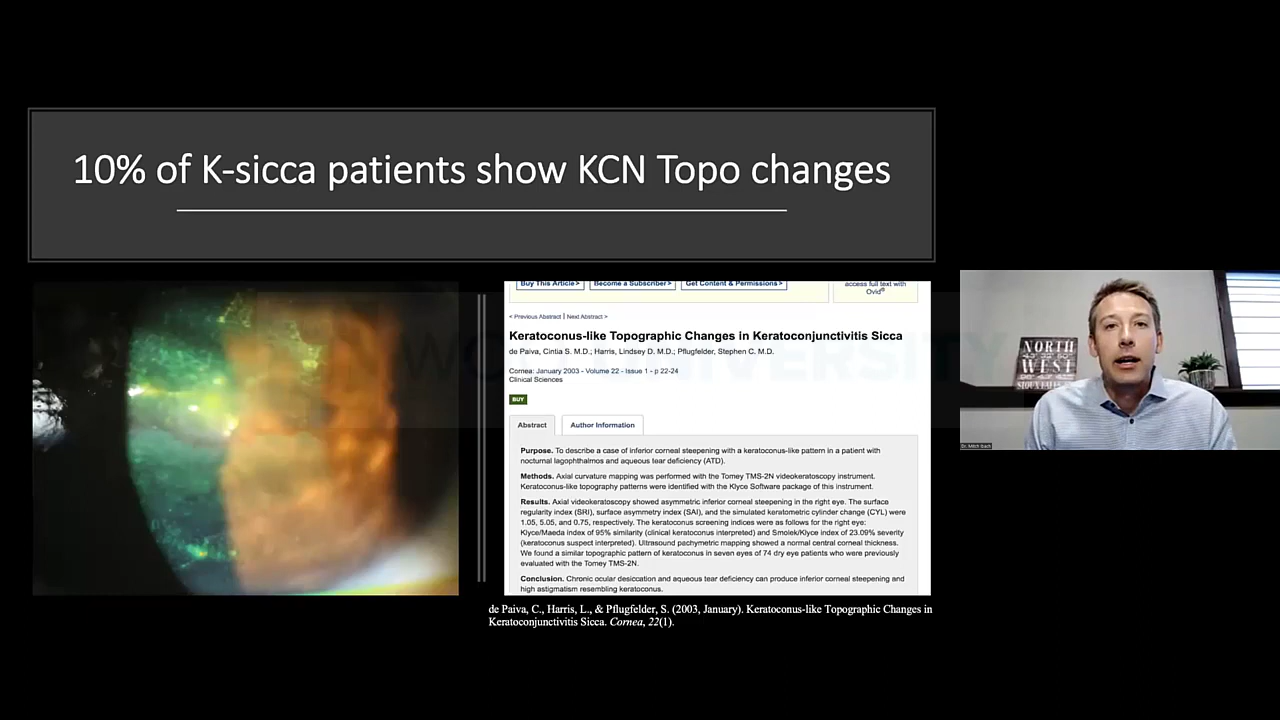 10% of K-sicca patients show KCN Topo changes
Buy This Article>
Become a Subscriber>
Get Content & Permissions>
access full text with
Ovid®
< Previous Abstract | Next Abstract >
Keratoconus-like Topographic Changes in Keratoconjunctivitis Sicca
de Paiva, Cintia S. M.D.; Harris, Lindsey D. M.D.; Pflugfelder, Stephen C. M.D.
Cornea: January 2003 - Volume 22 - Issue 1 - p 22-24
Clinical Sciences
BUY
Abstract
Author Information
Purpose. To describe a case of inferior corneal steepening with a keratoconus-like pattern in a patient with
nocturnal lagophthalmos and aqueous tear deficiency (ATD).
Methods. Axial curvature mapping was performed with the Tomey TMS-2N videokeratoscopy instrument.
Keratoconus-like topography patterns were identified with the Klyce Software package of this instrument.
Results. Axial videokeratoscopy showed asymmetric inferior corneal steepening in the right eye. The surface
regularity index (SRI), surface asymmetry index (SAI), and the simulated keratometric cylinder change (CYL) were
1.05, 5.05, and 0.75, respectively. The keratoconus screening indices were as follows for the right eye:
Klyce/Maeda index of 95% similarity (clinical keratoconus interpreted) and Smolek/Klyce index of 23.09% severity
(keratoconus suspect interpreted). Ultrasound pachymetric mapping showed a normal central corneal thickness.
We found a similar topographic pattern of keratoconus in seven eyes of 74 dry eye patients who were previously
evaluated with the Tomey TMS-2N.
Conclusion. Chronic ocular desiccation and aqueous tear deficiency can produce inferior corneal steepening and
high astigmatism resembling keratoconus.
de Paiva, C., Harris, L., & Pflugfelder, S. (2003, January). Keratoconus-like Topographic Changes in
Keratoconjunctivitis Sicca. Cornea, 22(1).
NORTH
WEST
SIOUX FALLS
Dr. Mitch Ibach